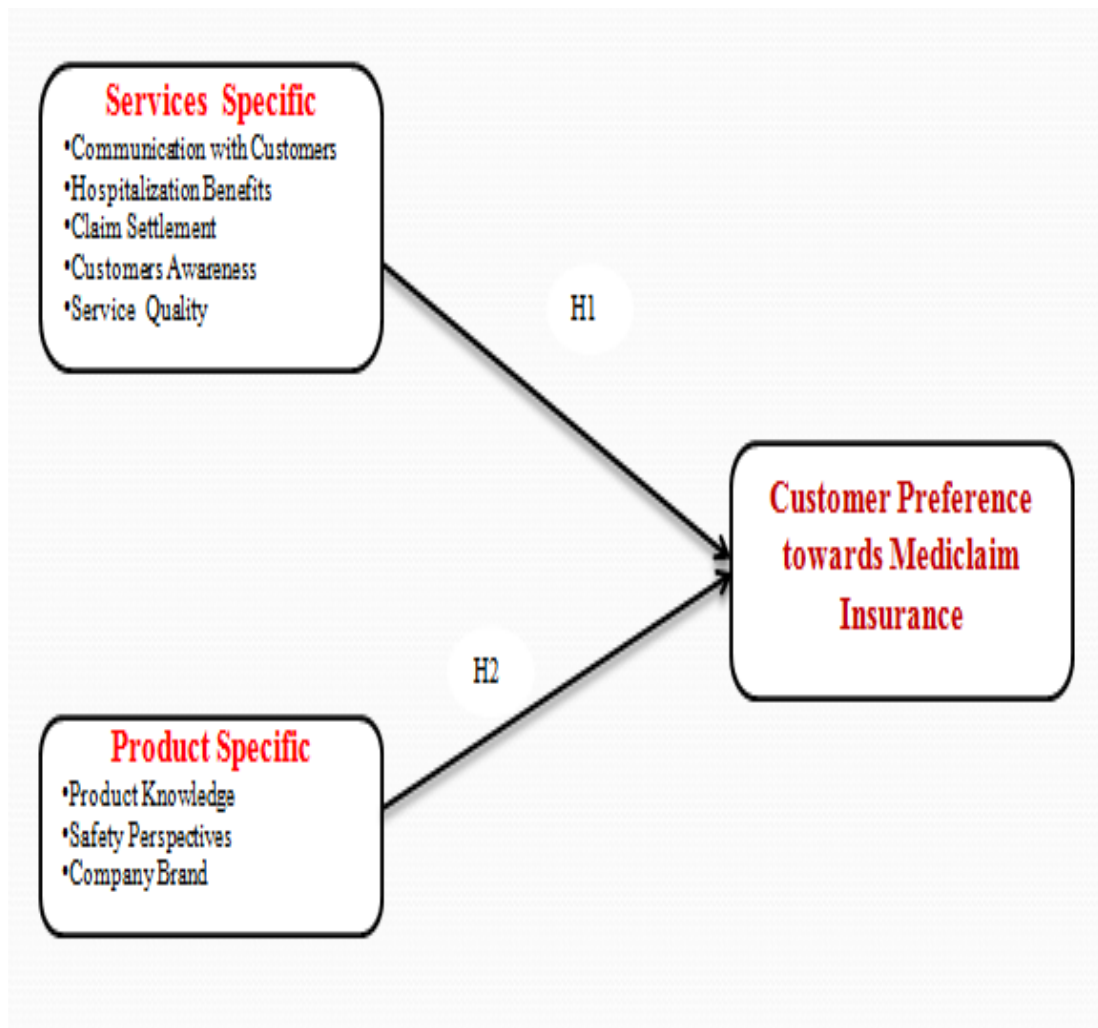 Services Specific
•Communication with Customers
•Hospitalization Benefits
•Claim Settlement
•Customers Awareness
•Service Quality
H1
Customer Preference
towards Mediclaim
Insurance
H2
Product Specific
•Product Knowledge
•Safety Perspectives
•Company Brand